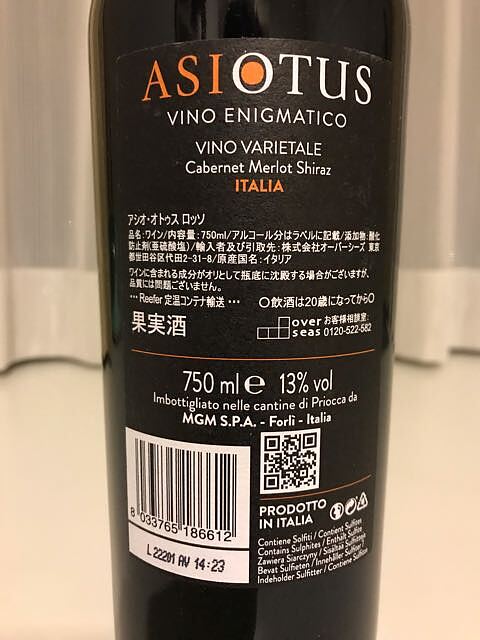 ASIOTUS
VINO ENIGMATICO
VINO VARIETALE
Cabernet Merlot Shiraz
ITALIA
アシオ・オトゥス ロッソ
品名:ワイン/内容量:750ml/アルコール分はラベルに記載/添加物:酸化
防止剤(亜硫酸塩)/輸入者及び引取先:株式会社オーバーシーズ 東京
都世田谷区代田2-31-8/原産国名:イタリア
ワインに含まれる成分がオリとして瓶底に沈殿する場合がございますが、
品質には問題ございません。
••• Reefer 定温コンテナ輸送 ••• 〇飲酒は20歳になってから〇
果実酒
over seas お客様相談室: 0120-522-582
750 ml e 13% vol
Imbottigliato nelle cantine di Priocca da
MGM S.P.A. - Forlì - Italia
8 033765 186612
L22201 AV 14:23
PRODOTTO
IN ITALIA
Contiene Solfiti / Contient Sulfites
Contains Sulphites / Enthält Sulfite
Zawiera Siarczyny / Sisältää Sulfiitteja
Bevat Sulfieten / Innehåller Sulfiter
Indeholder Sulfitter / Contiene